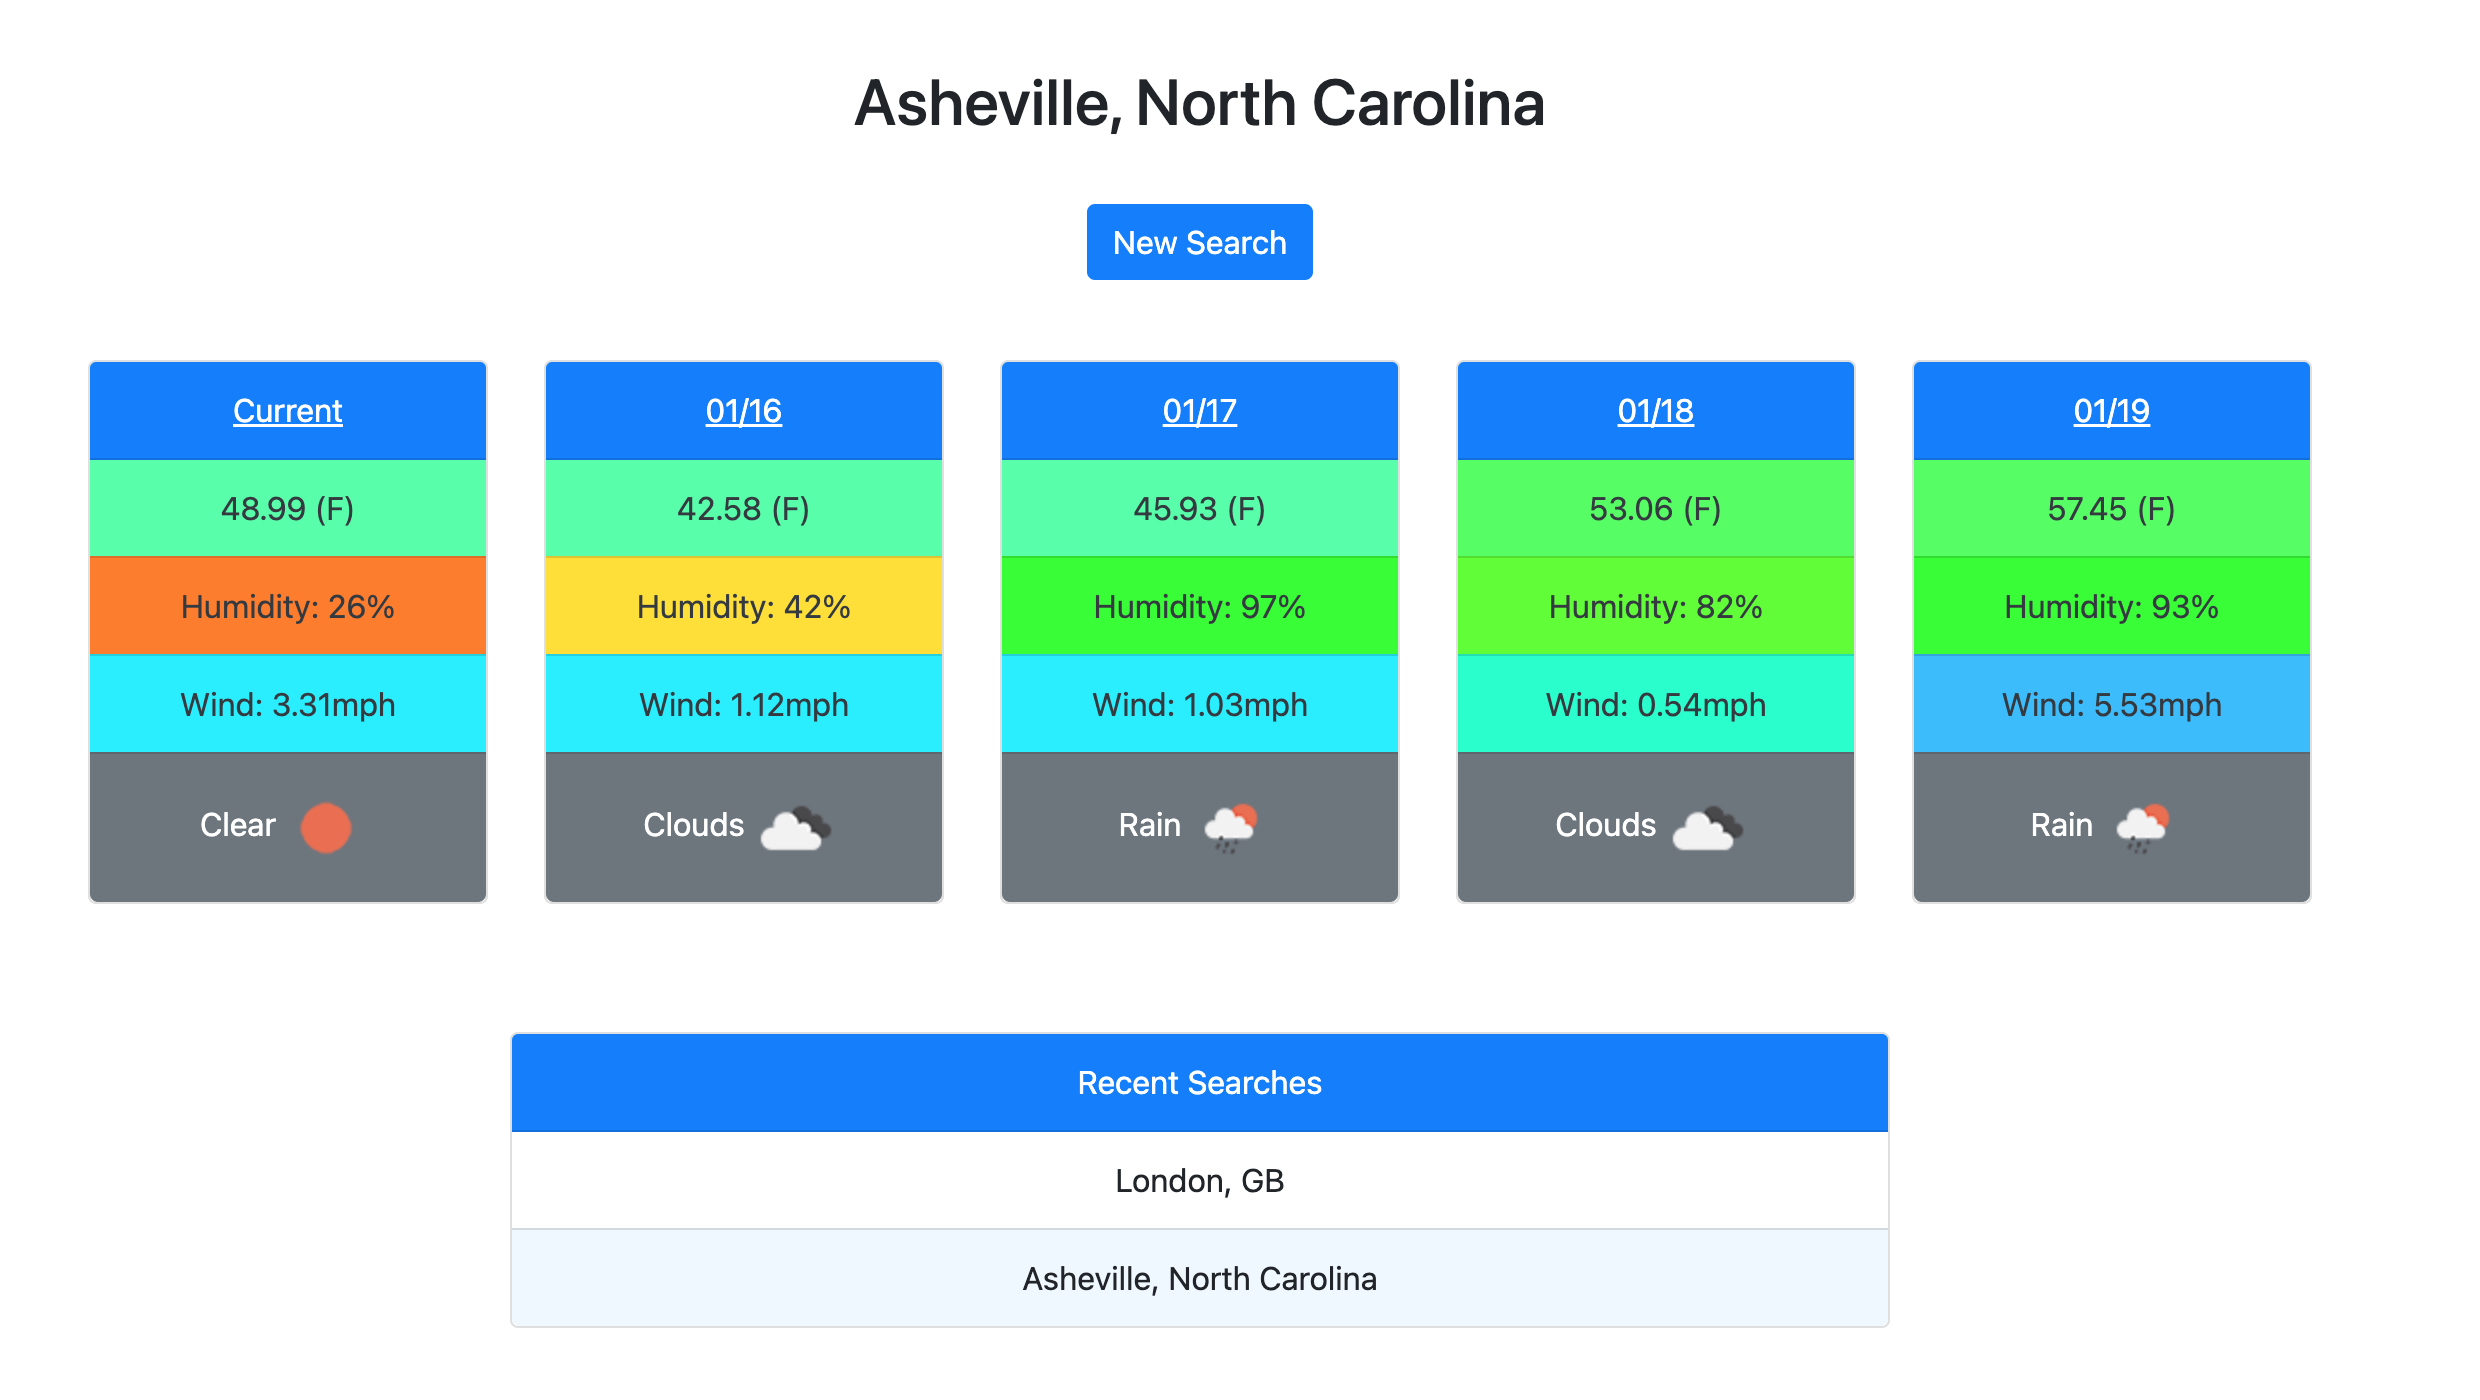 Asheville, North Carolina
New Search
Current
48.99 (F)
Humidity: 26%
Wind: 3.31mph
Clear
01/16
42.58 (F)
Humidity: 42%
Wind: 1.12mph
Clouds
01/17
45.93 (F)
Humidity: 97%
Wind: 1.03mph
Rain
01/18
53.06 (F)
Humidity: 82%
Wind: 0.54mph
Clouds
01/19
57.45 (F)
Humidity: 93%
Wind: 5.53mph
Rain
Recent Searches
London, GB
Asheville, North Carolina